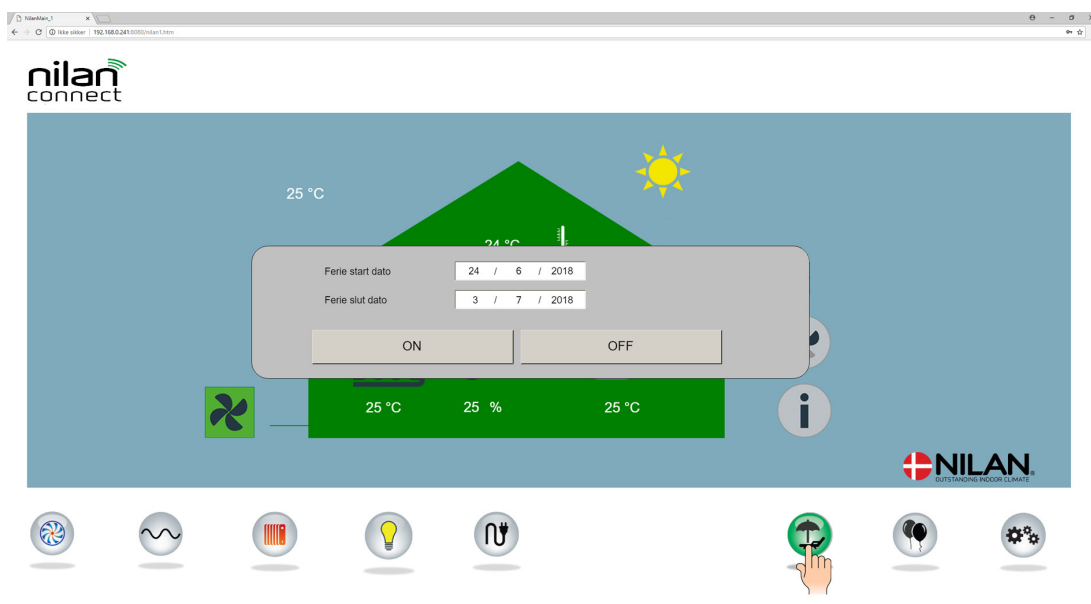 NilanMain_1
Ikke sikker | 192.168.0.241:8080/nilan1.htm
nilan
connect
25 °C
24 °C
Ferie start dato 24 / 6 / 2018
Ferie slut dato 3 / 7 / 2018
ON OFF
25 °C 25 % 25 °C
i
NILAN
OUTSTANDING INDOOR CLIMATE